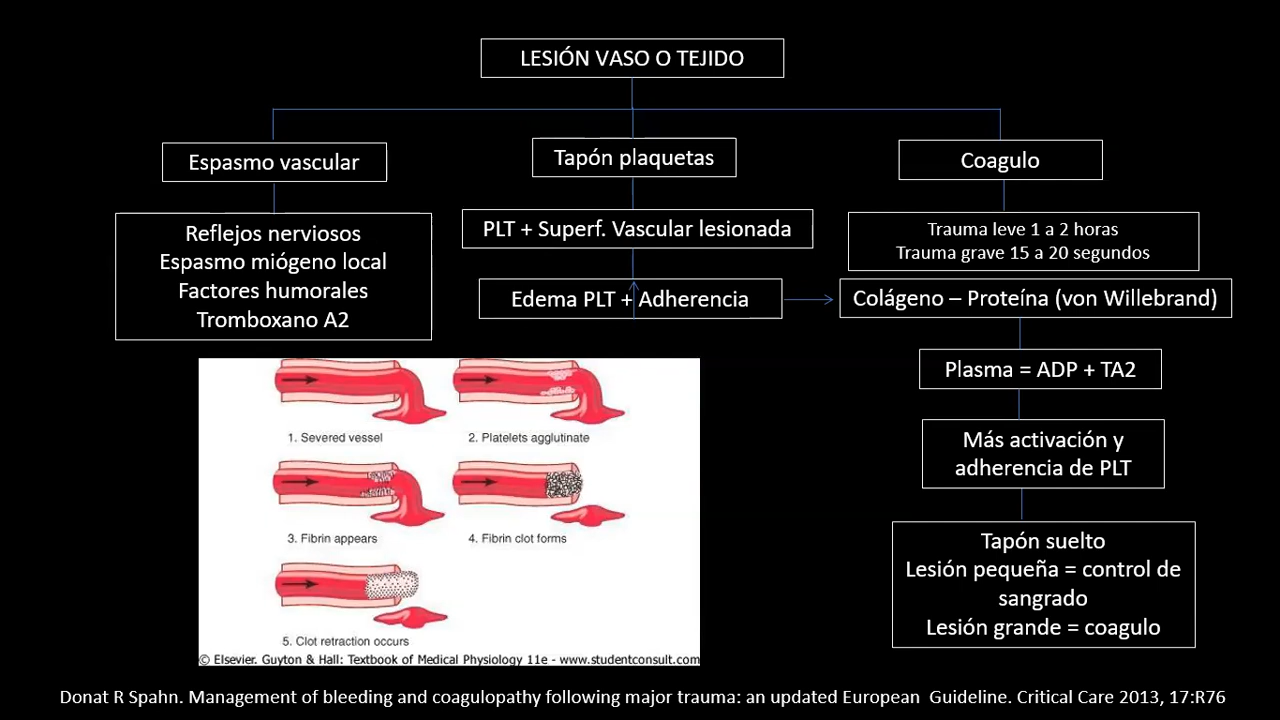 LESIÓN VASO O TEJIDO
Espasmo vascular
Tapón plaquetas
Coagulo
Reflejos nerviosos
Espasmo miógeno local
Factores humorales
Tromboxano A2
PLT + Superf. Vascular lesionada
Edema PLT + Adherencia
Trauma leve 1 a 2 horas
Trauma grave 15 a 20 segundos
Colágeno – Proteína (von Willebrand)
Plasma = ADP + TA2
Más activación y
adherencia de PLT
Tapón suelto
Lesión pequeña = control de
sangrado
Lesión grande = coagulo
1. Severed vessel
2. Platelets agglutinate
3. Fibrin appears
4. Fibrin clot forms
5. Clot retraction occurs
© Elsevier. Guyton & Hall: Textbook of Medical Physiology 11e - www.studentconsult.com
Donat R Spahn. Management of bleeding and coagulopathy following major trauma: an updated European Guideline. Critical Care 2013, 17:R76